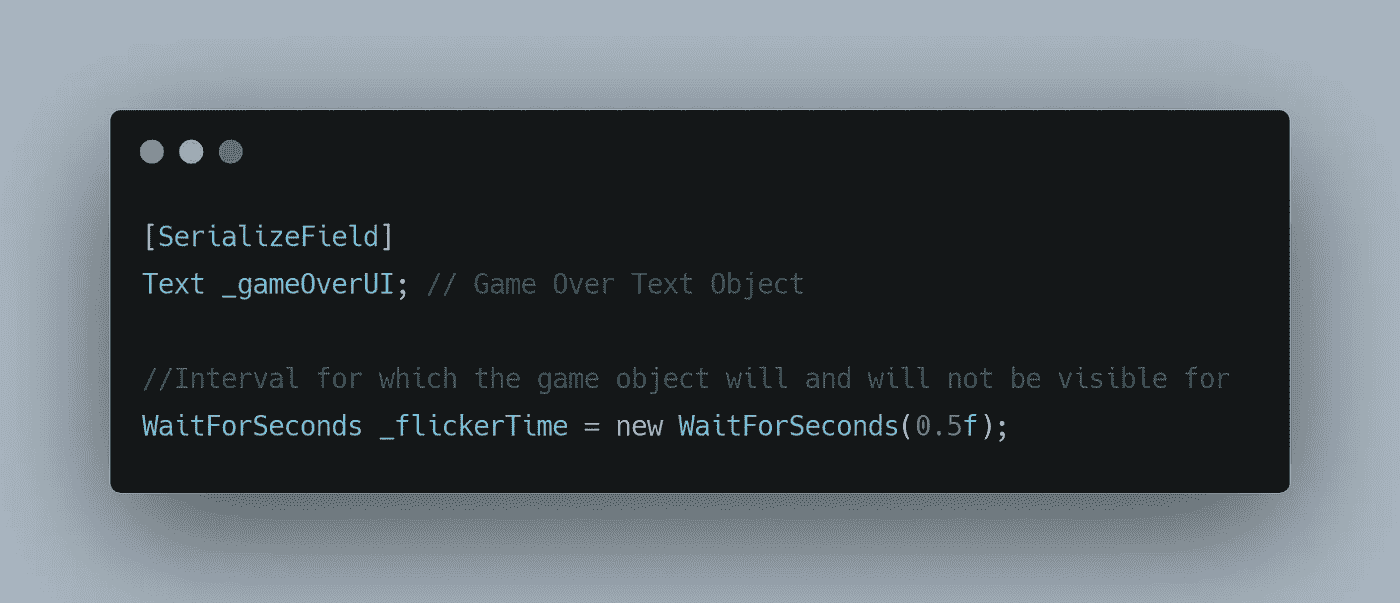 [SerializeField]
Text _gameOverUI; // Game Over Text Object
//Interval for which the game object will and will not be visible for
WaitForSeconds _flickerTime = new WaitForSeconds(0.5f);